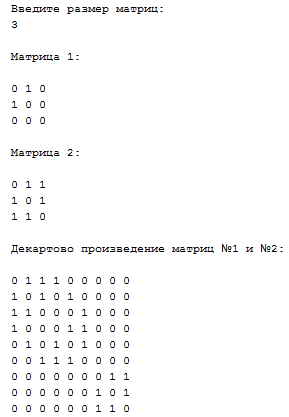 Введите размер матриц:
3
Матрица 1:
0 1 0
1 0 0
0 0 0
Матрица 2:
0 1 1
1 0 1
1 1 0
Декартово произведение матриц №1 и №2:
0 1 1 1 0 0 0 0 0
1 0 1 0 1 0 0 0 0
1 1 0 0 0 1 0 0 0
1 0 0 0 1 1 0 0 0
0 1 0 1 0 1 0 0 0
0 0 1 1 1 0 0 0 0
0 0 0 0 0 0 0 1 1
0 0 0 0 0 0 1 0 1
0 0 0 0 0 0 1 1 0